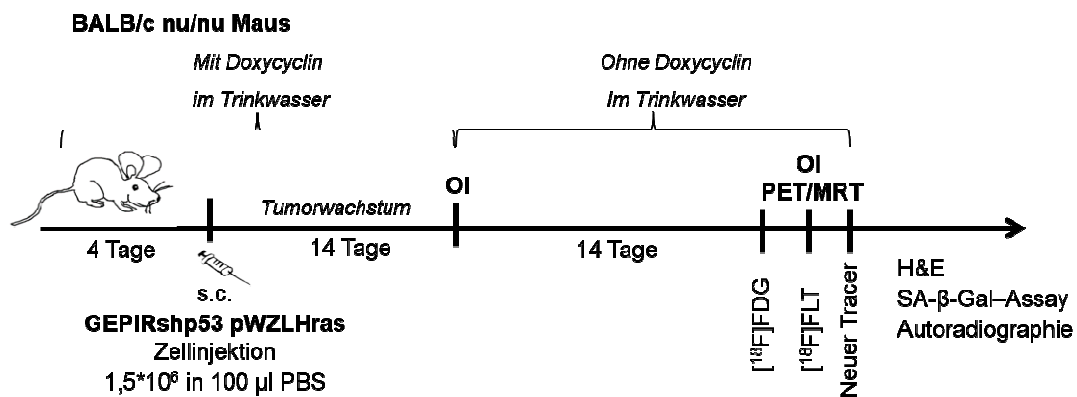 BALB/c nu/nu Maus
Mit Doxycyclin
im Trinkwasser
Ohne Doxycyclin
Im Trinkwasser
OI
OI
PET/MRT
Tumorwachstum
4 Tage
14 Tage
14 Tage
s.c.
GEPIRshp53 pWZLHras
Zellinjektion
1,5*10⁶ in 100 µl PBS
[¹⁸F]FDG
[¹⁸F]FLT
Neuer Tracer
H&E
SA-β-Gal–Assay
Autoradiographie